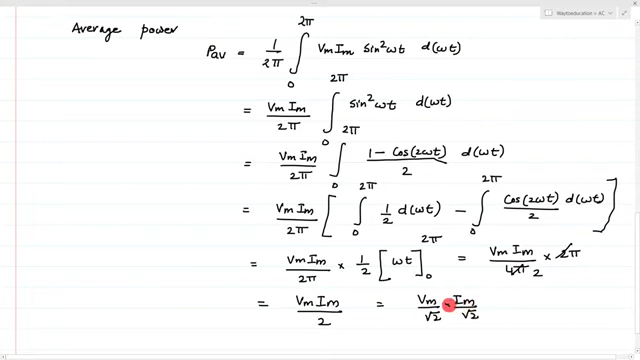 Waytoeducation = AC
Average power
Pav = 1/2π ∫₀^2π Vm Im sin²ωt d(ωt)
= Vm Im/2π ∫₀^2π sin²ωt d(ωt)
= Vm Im/2π ∫₀^2π (1 − Cos(2ωt))/2 d(ωt)
= Vm Im/2π [ ∫₀^2π 1/2 d(ωt) − ∫₀^2π Cos(2ωt)/2 d(ωt) ]
= Vm Im/2π × 1/2 [ ωt ]₀^2π = Vm Im/4π 2 × 2π
= Vm Im/2 = Vm/√2 · Im/√2